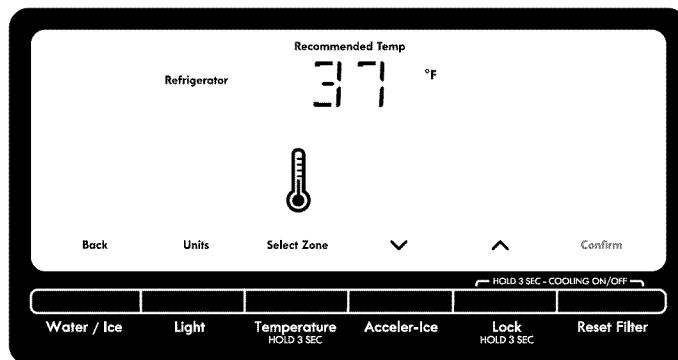 Recommended Temp
Refrigerator 37 °F
Back Units Select Zone Confirm
HOLD 3 SEC - COOLING ON/OFF
Water / Ice Light Temperature Acceler-Ice Lock Reset Filter
HOLD 3 SEC HOLD 3 SEC